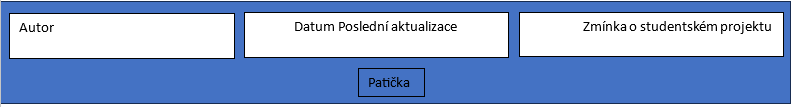 Autor
Datum Poslední aktualizace
Zmínka o studentském projektu
Patička